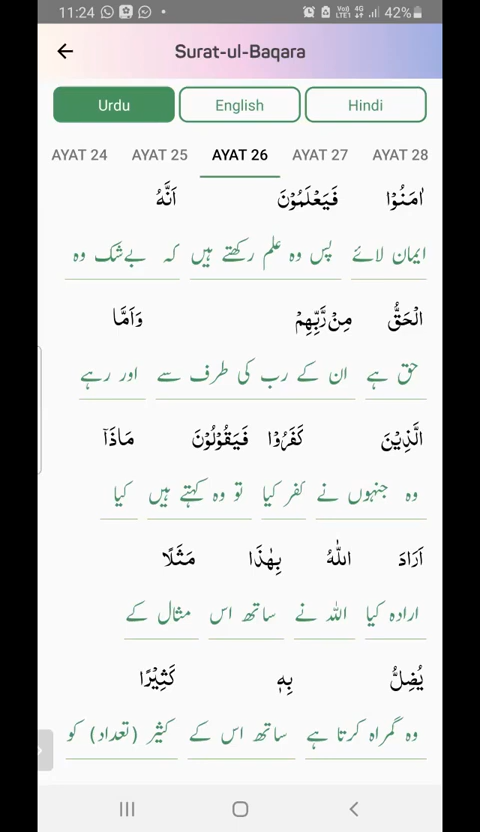 11:24 42%
Surat-ul-Baqara
Urdu English Hindi
AYAT 24 AYAT 25 AYAT 26 AYAT 27 AYAT 28
اٰمَنُوْا فَيَعْلَمُوْنَ اَنَّهُ
ایمان لائے پس وہ علم رکھتے ہیں کہ بےشک وہ
الْحَقُّ مِنْ رَّبِّهِمْ وَاَمَّا
حق ہے ان کے رب کی طرف سے اور رہے
الَّذِيْنَ كَفَرُوْا فَيَقُوْلُوْنَ مَاذَاۤ
وہ جنہوں نے کفر کیا تو وہ کہتے ہیں کیا
اَرَادَ اللّٰهُ بِهٰذَا مَثَلًا
ارادہ کیا اللہ نے ساتھ اس مثال کے
يُضِلُّ بِهٖ كَثِيْرًا
وہ گمراہ کرتا ہے ساتھ اس کے کثیر (تعداد) کو